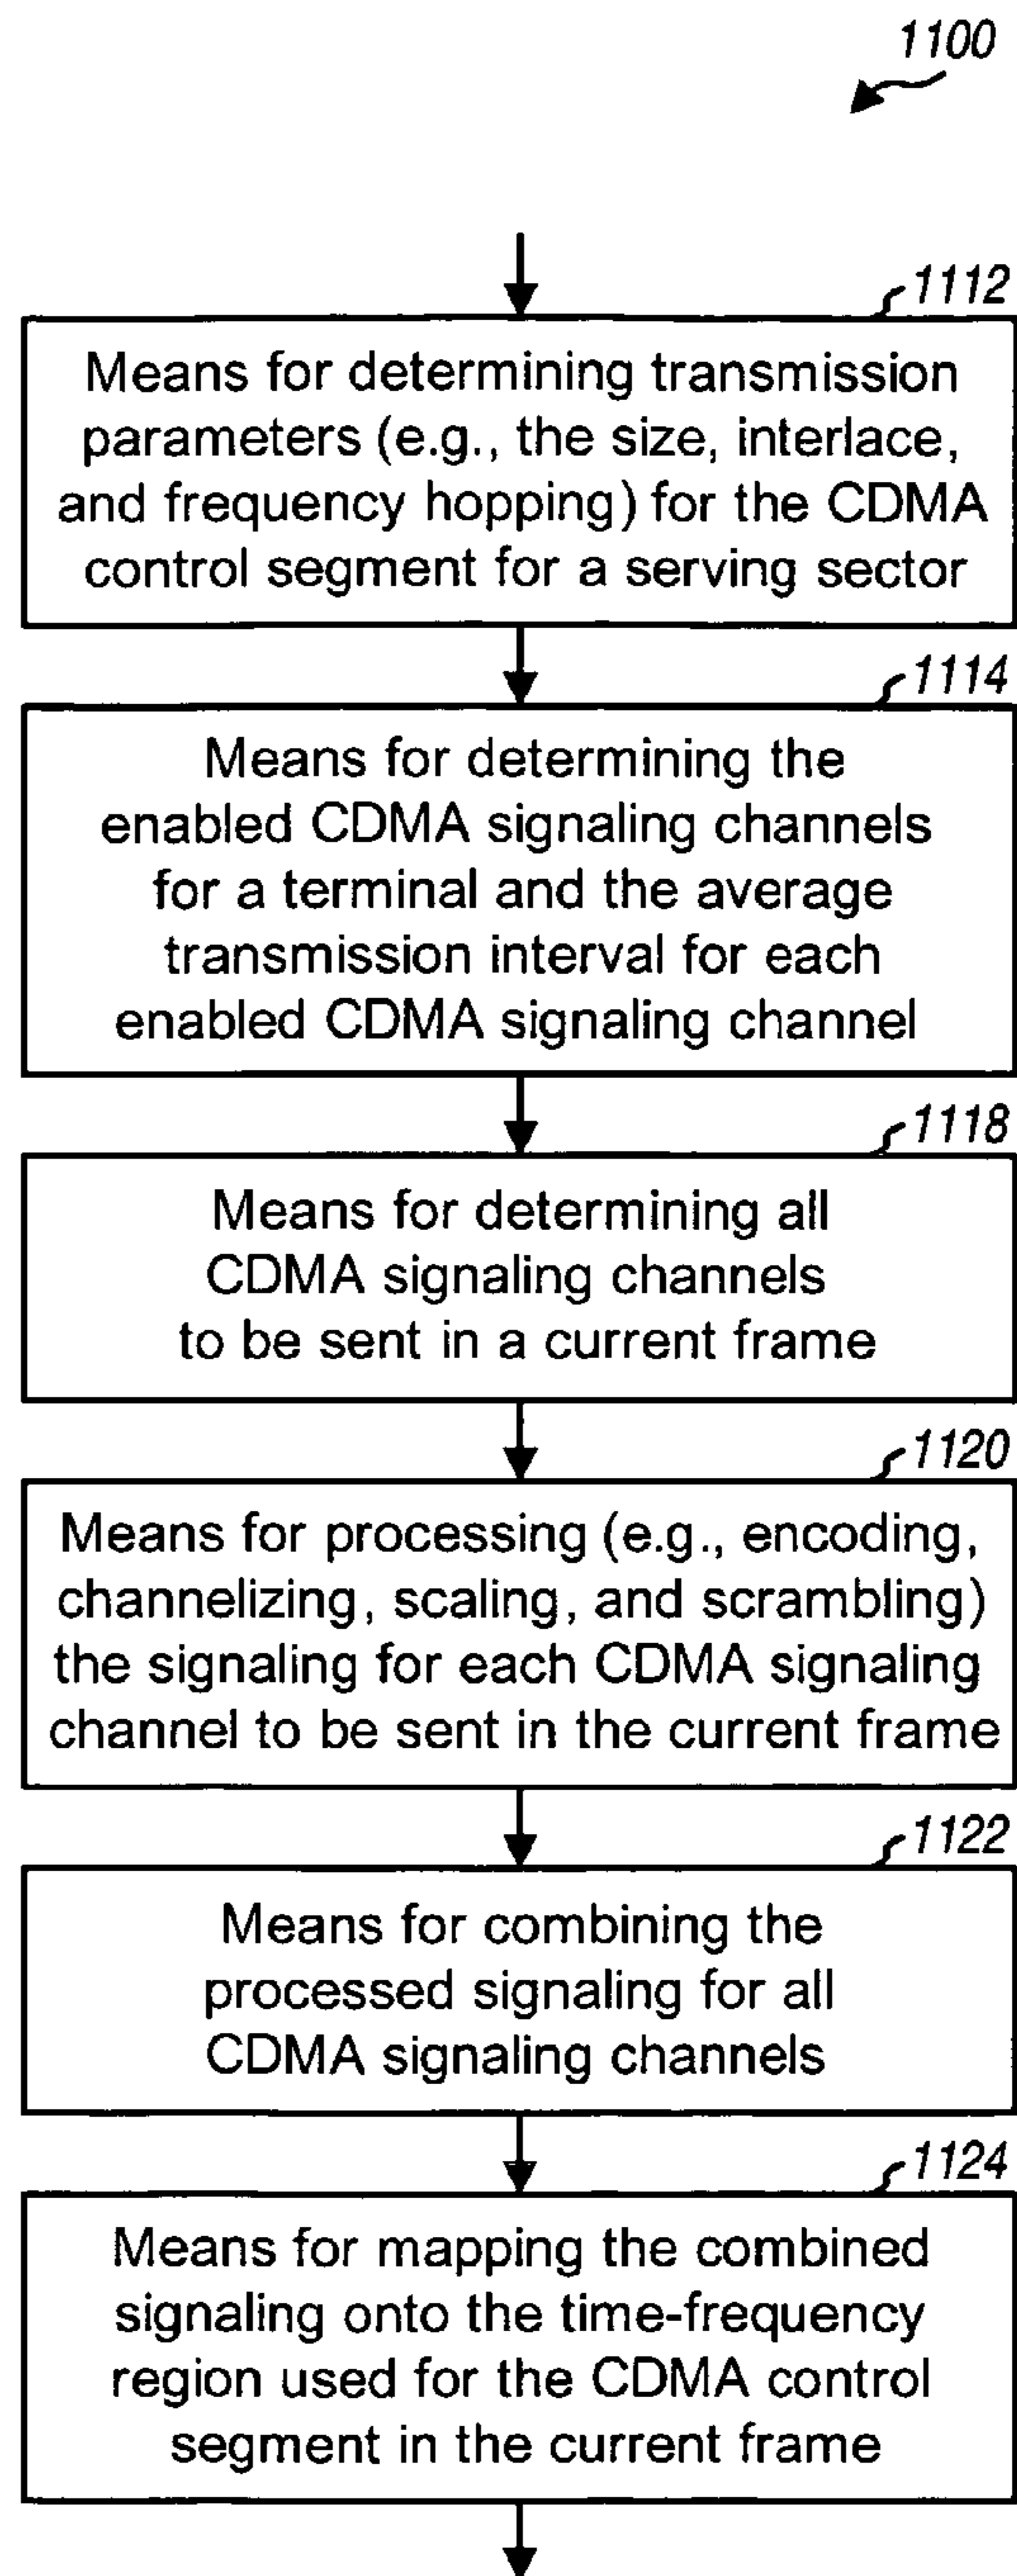 1100
1112
Means for determining transmission
parameters (e.g., the size, interlace,
and frequency hopping) for the CDMA
control segment for a serving sector
1114
Means for determining the
enabled CDMA signaling channels
for a terminal and the average
transmission interval for each
enabled CDMA signaling channel
1118
Means for determining all
CDMA signaling channels
to be sent in a current frame
1120
Means for processing (e.g., encoding,
channelizing, scaling, and scrambling)
the signaling for each CDMA signaling
channel to be sent in the current frame
1122
Means for combining the
processed signaling for all
CDMA signaling channels
1124
Means for mapping the combined
signaling onto the time-frequency
region used for the CDMA control
segment in the current frame